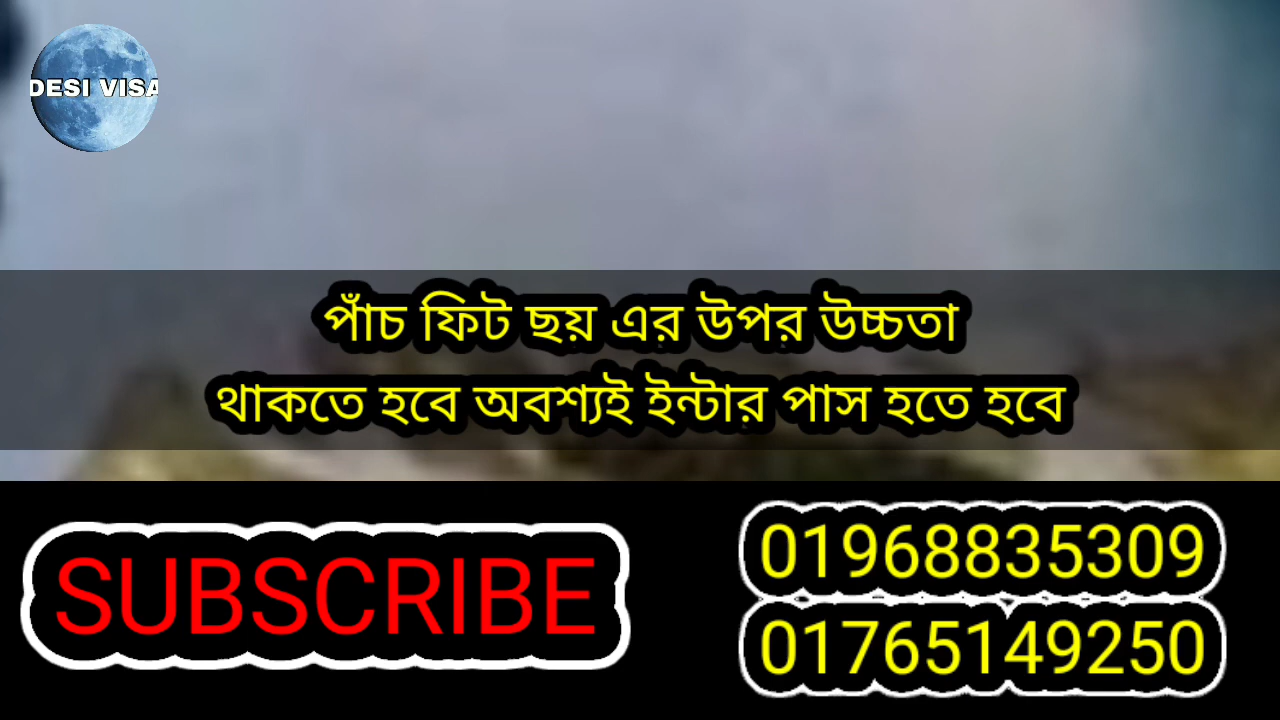 DESI VISA
পাঁচ ফিট ছয় এর উপর উচ্চতা
থাকতে হবে অবশ্যই ইন্টার পাস হতে হবে
SUBSCRIBE
01968835309
01765149250